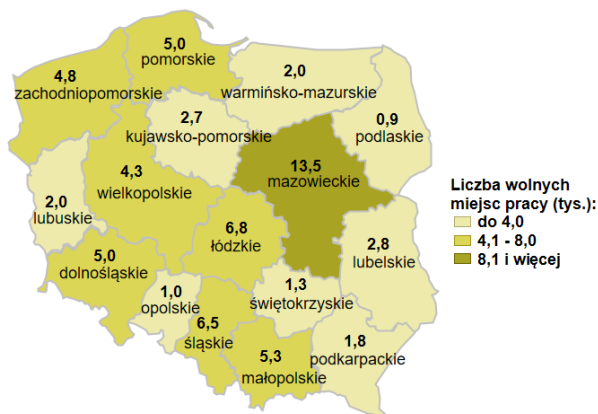 5,0
pomorskie
4,8
zachodniopomorskie
2,0
warmińsko-mazurskie
0,9
podlaskie
2,7
kujawsko-pomorskie
13,5
mazowieckie
4,3
wielkopolskie
2,0
lubuskie
6,8
łódzkie
2,8
lubelskie
5,0
dolnośląskie
1,0
opolskie
1,3
świętokrzyskie
6,5
śląskie
5,3
małopolskie
1,8
podkarpackie
Liczba wolnych
miejsc pracy (tys.):
do 4,0
4,1 - 8,0
8,1 i więcej